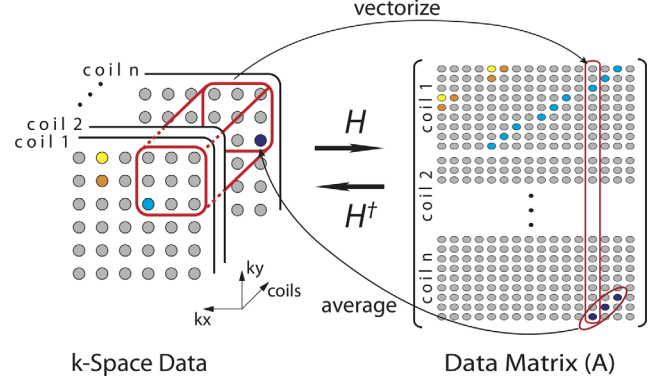 vectorize
coil n
coil 2
coil 1
H
H†
coil 1
coil 2
coil n
ky
coils
kx
average
k-Space Data
Data Matrix (A)